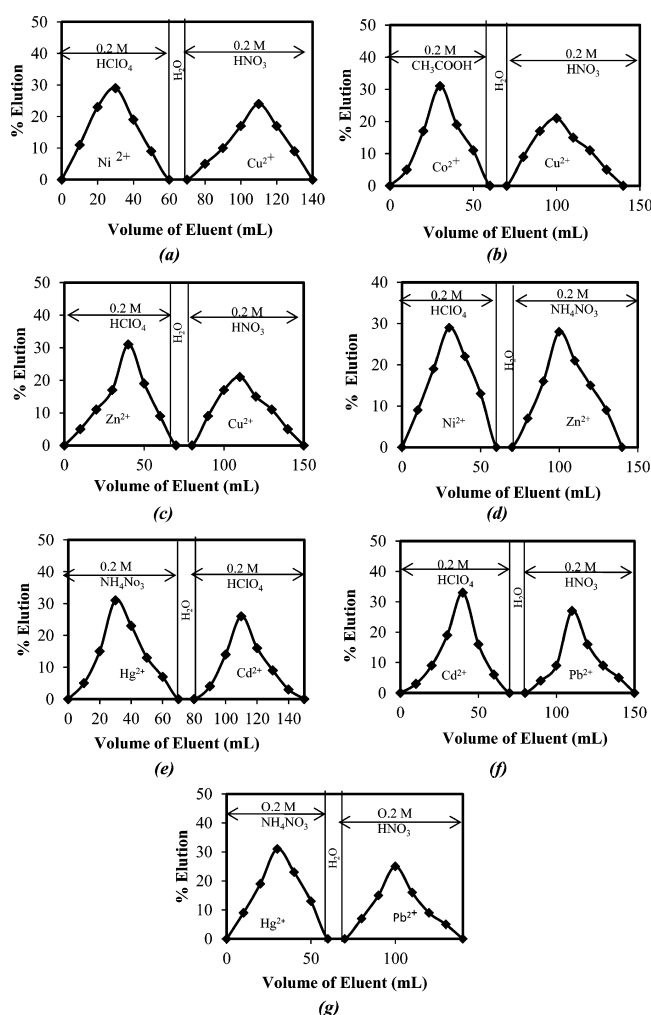 50
40
30
20
10
0
% Elution
0.2 M
HClO₄
H₂O
0.2 M
HNO₃
Ni ²⁺
Cu²⁺
0 20 40 60 80 100 120 140
Volume of Eluent (mL)
(a)
50
40
30
20
10
0
% Elution
0.2 M
CH₃COOH
H₂O
0.2 M
HNO₃
Co²⁺
Cu²⁺
0 50 100 150
Volume of Eluent (mL)
(b)
50
40
30
20
10
0
% Elution
0.2 M
HClO₄
H₂O
0.2 M
HNO₃
Zn²⁺
Cu²⁺
0 50 100 150
Volume of Eluent (mL)
(c)
40
30
20
10
0
% Elution
0.2 M
HClO₄
H₂O
0.2 M
NH₄NO₃
Ni²⁺
Zn²⁺
0 50 100 150
Volume of Eluent (mL)
(d)
50
40
30
20
10
0
% Elution
0.2 M
NH₄No₃
H₂O
0.2 M
HClO₄
Hg²⁺
Cd²⁺
0 20 40 60 80 100 120 140
Volume of Eluent (mL)
(e)
50
40
30
20
10
0
% Elution
0.2 M
HClO₄
H₂O
0.2 M
HNO₃
Cd²⁺
Pb²⁺
0 50 100 150
Volume of Eluent (mL)
(f)
50
40
30
20
10
0
% Elution
O.2 M
NH₄NO₃
H₂O
O.2 M
HNO₃
Hg²⁺
Pb²⁺
0 50 100
Volume of Eluent (mL)
(g)